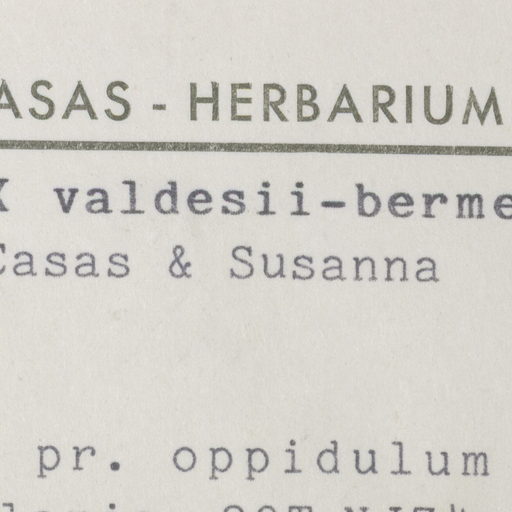 ASAS - HERBARIUM
X valdesii-berme
Casas & Susanna
pr. oppidulum